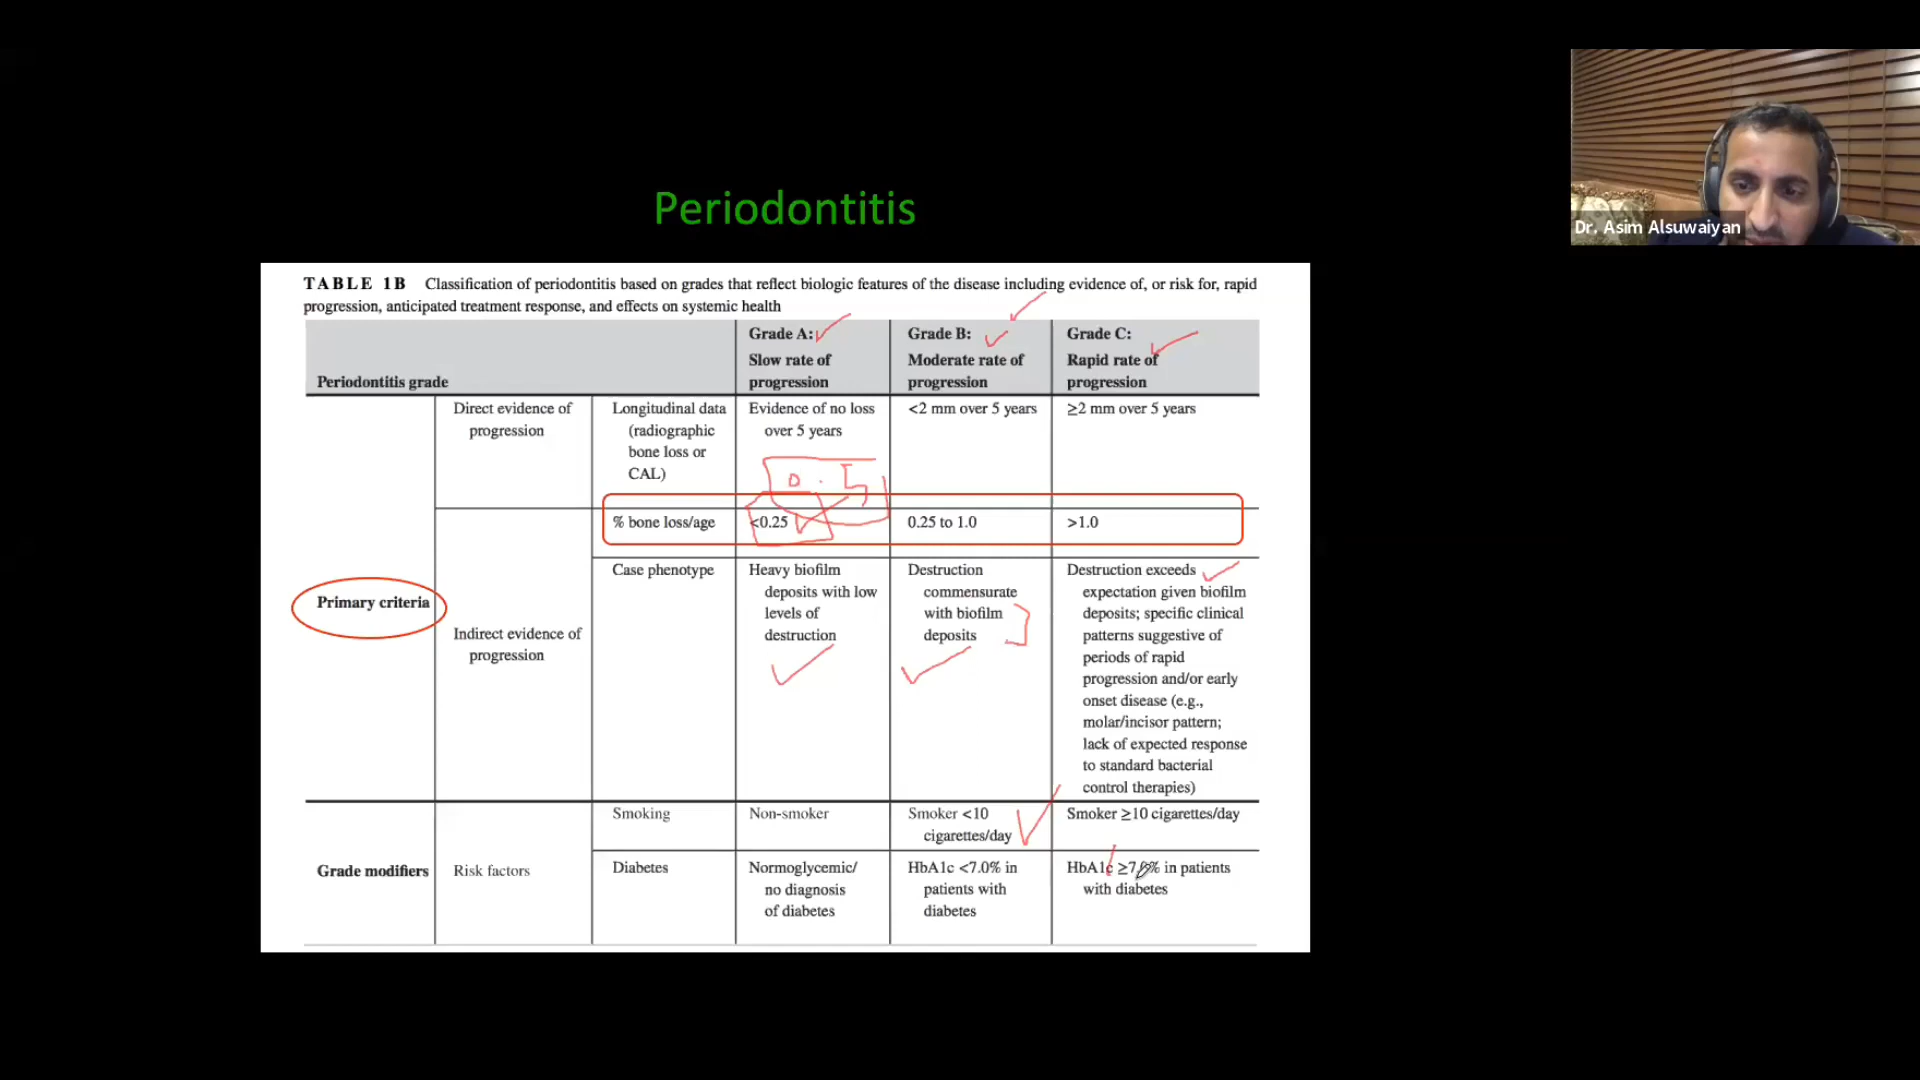 Dr. Asim Alsuwaiyan
Periodontitis
TABLE 1B Classification of periodontitis based on grades that reflect biologic features of the disease including evidence of, or risk for, rapid
progression, anticipated treatment response, and effects on systemic health
Periodontitis grade
Grade A:
Slow rate of
progression
Grade B:
Moderate rate of
progression
Grade C:
Rapid rate of
progression
Primary criteria
Direct evidence of
progression
Longitudinal data
(radiographic
bone loss or
CAL)
Evidence of no loss
over 5 years
<2 mm over 5 years
≥2 mm over 5 years
0.5
Indirect evidence of
progression
% bone loss/age
<0.25
0.25 to 1.0
>1.0
Case phenotype
Heavy biofilm
deposits with low
levels of
destruction
Destruction
commensurate
with biofilm
deposits
Destruction exceeds
expectation given biofilm
deposits; specific clinical
patterns suggestive of
periods of rapid
progression and/or early
onset disease (e.g.,
molar/incisor pattern;
lack of expected response
to standard bacterial
control therapies)
Grade modifiers
Risk factors
Smoking
Non-smoker
Smoker <10
cigarettes/day
Smoker ≥10 cigarettes/day
Diabetes
Normoglycemic/
no diagnosis
of diabetes
HbA1c <7.0% in
patients with
diabetes
HbA1c ≥7.0% in patients
with diabetes